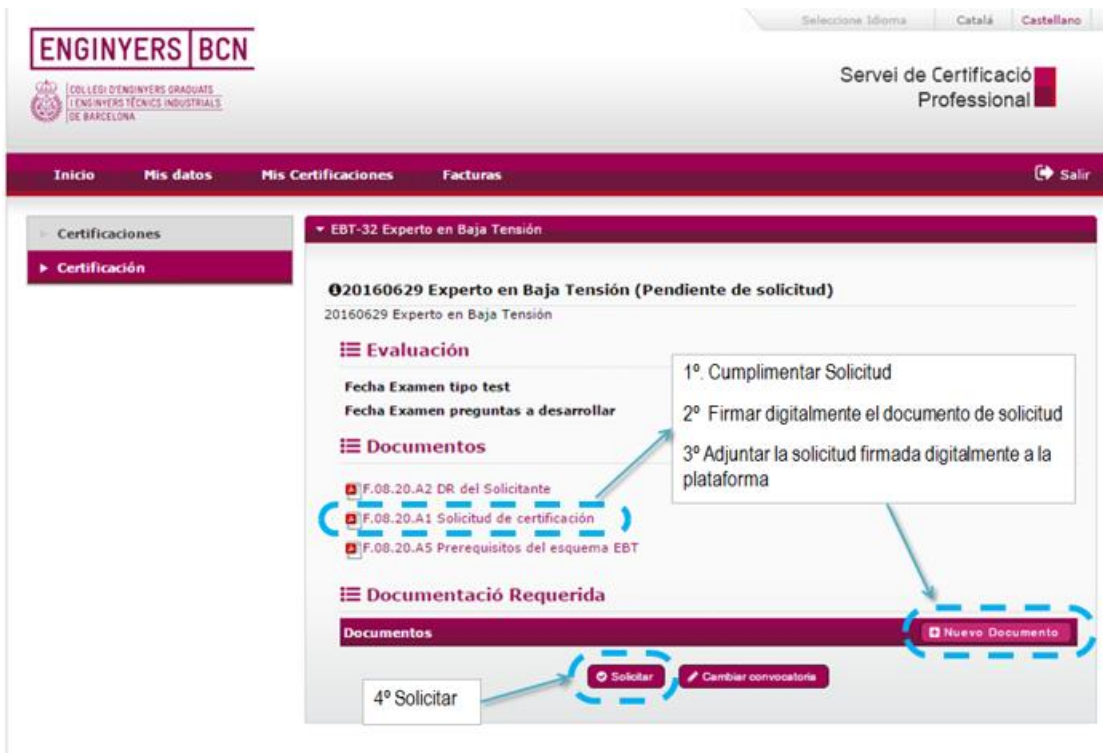 Seleccione Idioma Català Castellano
ENGINYERS BCN
COL·LEGI D'ENGINYERS GRADUATS
I ENGINYERS TÈCNICS INDUSTRIALS
DE BARCELONA
Servei de Certificació
Professional
Inicio Mis datos Mis Certificaciones Facturas Salir
Certificaciones
Certificación
EBT-32 Experto en Baja Tensión
20160629 Experto en Baja Tensión (Pendiente de solicitud)
20160629 Experto en Baja Tensión
Evaluación
Fecha Examen tipo test
Fecha Examen preguntas a desarrollar
1º. Cumplimentar Solicitud
2º Firmar digitalmente el documento de solicitud
3º Adjuntar la solicitud firmada digitalmente a la
plataforma
Documentos
F.08.20.A2 DR del Solicitante
F.08.20.A1 Solicitud de certificación
F.08.20.A5 Prerequisitos del esquema EBT
Documentació Requerida
Documentos Nuevo Documento
Solicitar Cambiar convocatoria
4º Solicitar